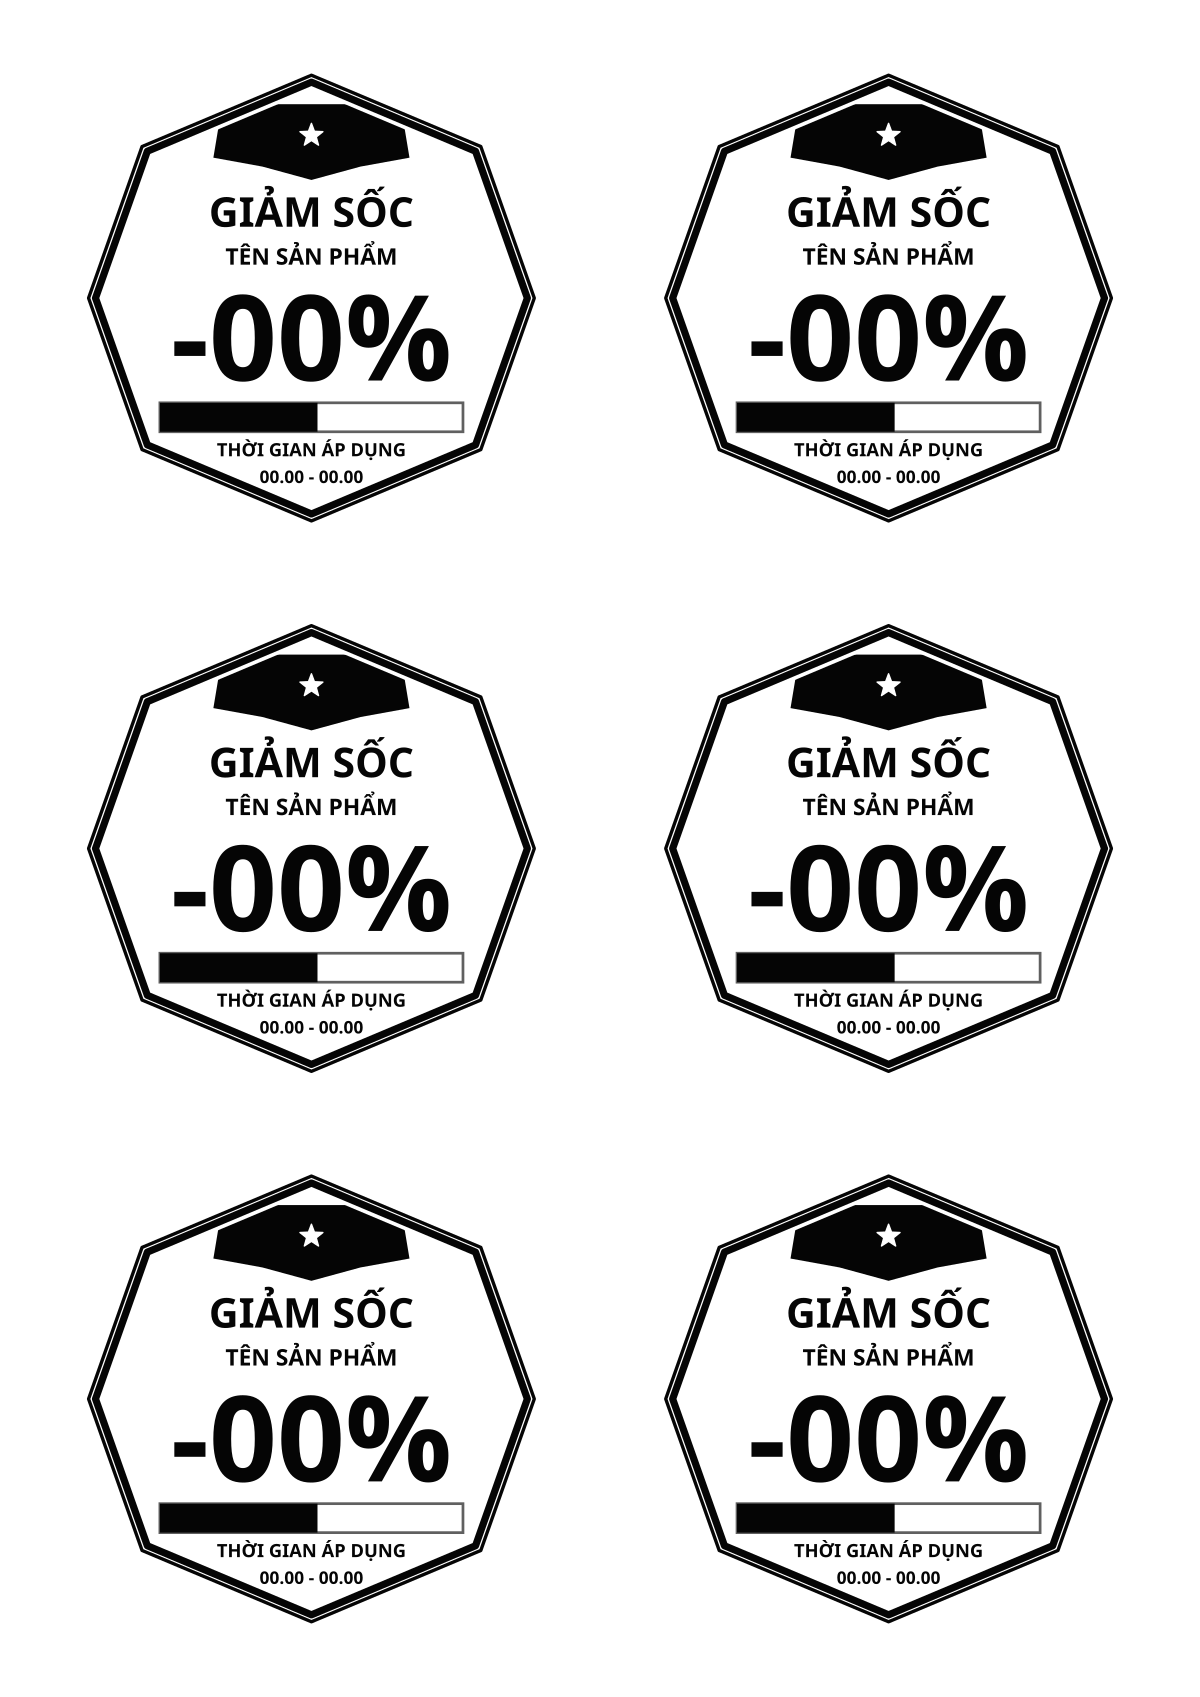 GIẢM SỐC
TÊN SẢN PHẨM
-00%
THỜI GIAN ÁP DỤNG
00.00 - 00.00
GIẢM SỐC
TÊN SẢN PHẨM
-00%
THỜI GIAN ÁP DỤNG
00.00 - 00.00
GIẢM SỐC
TÊN SẢN PHẨM
-00%
THỜI GIAN ÁP DỤNG
00.00 - 00.00
GIẢM SỐC
TÊN SẢN PHẨM
-00%
THỜI GIAN ÁP DỤNG
00.00 - 00.00
GIẢM SỐC
TÊN SẢN PHẨM
-00%
THỜI GIAN ÁP DỤNG
00.00 - 00.00
GIẢM SỐC
TÊN SẢN PHẨM
-00%
THỜI GIAN ÁP DỤNG
00.00 - 00.00